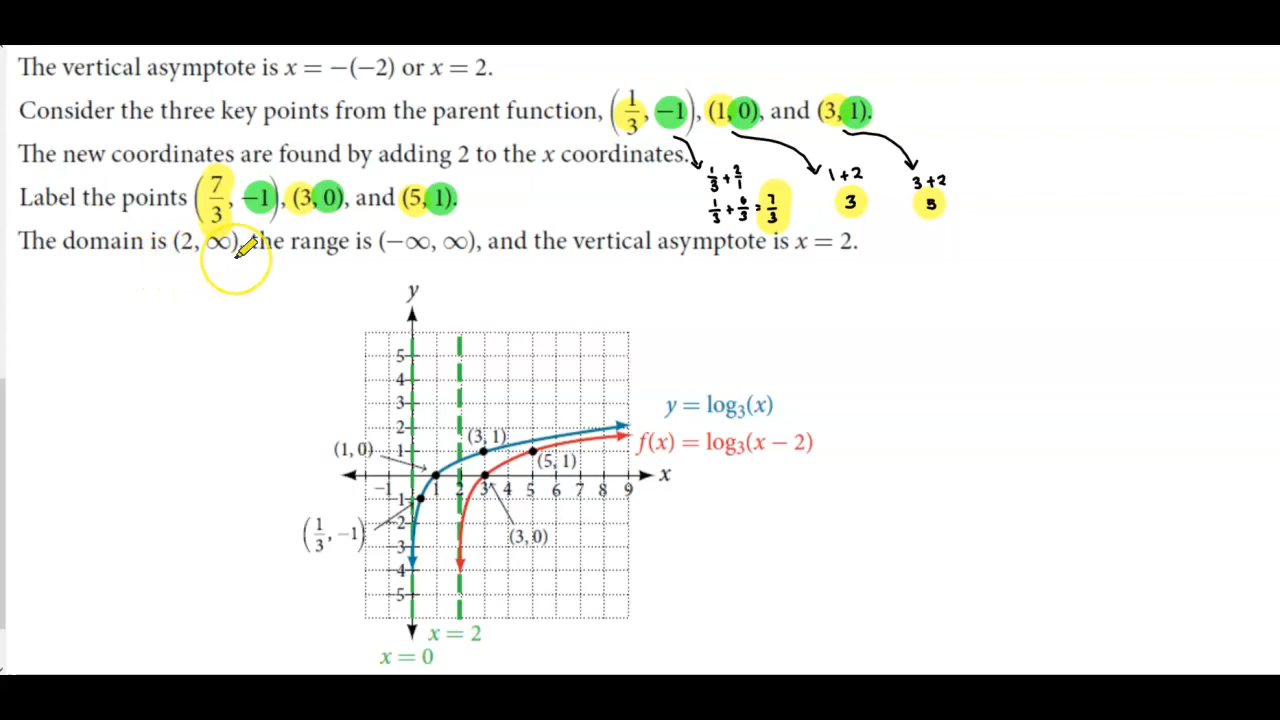 The vertical asymptote is x = −(−2) or x = 2.
Consider the three key points from the parent function, (1/3, −1), (1, 0), and (3, 1).
The new coordinates are found by adding 2 to the x coordinates.
1/3 + 2/1
1/3 + 6/3 = 7/3
1 + 2
3
3 + 2
5
Label the points (7/3, −1), (3, 0), and (5, 1).
The domain is (2, ∞), the range is (−∞, ∞), and the vertical asymptote is x = 2.
y
5
4
3
2
1
−1
−2
−3
−4
−5
−1 1 2 3 4 5 6 7 8 9
x
y = log₃(x)
f(x) = log₃(x − 2)
(3, 1)
(1, 0)
(5, 1)
(1/3, −1)
(3, 0)
x = 2
x = 0